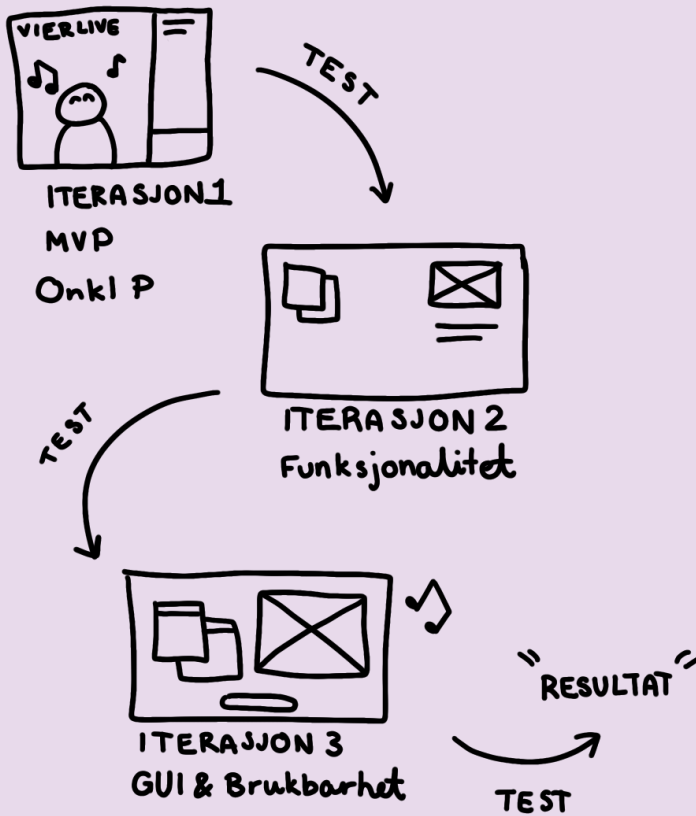 VIERLIVE
TEST
ITERASJON 1
MVP
Onkl P
ITERASJON 2
Funksjonalitet
TEST
ITERASJON 3
GUI & Brukbarhet
RESULTAT
TEST